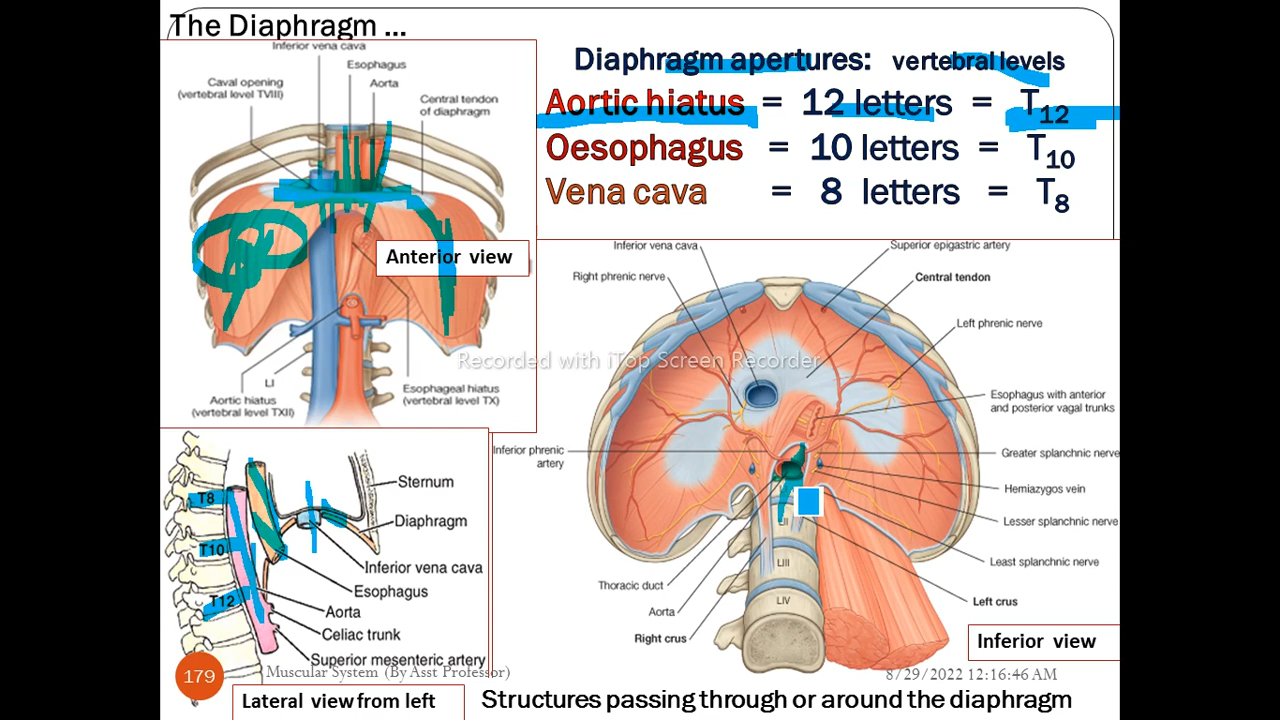 The Diaphragm ...
Inferior vena cava
Esophagus
Caval opening
(vertebral level TVIII)
Aorta
Central tendon
of diaphragm
Anterior view
LI
Aortic hiatus
(vertebral level TXII)
Esophageal hiatus
(vertebral level TX)
Diaphragm apertures: vertebral levels
Aortic hiatus = 12 letters = T12
Oesophagus = 10 letters = T10
Vena cava = 8 letters = T8
Inferior vena cava
Superior epigastric artery
Right phrenic nerve
Central tendon
Left phrenic nerve
Recorded with iTop Screen Recorder
Esophagus with anterior
and posterior vagal trunks
Inferior phrenic
artery
Greater splanchnic nerve
Hemiazygos vein
Lesser splanchnic nerve
LII
Least splanchnic nerve
LIII
Thoracic duct
LIV
Left crus
Aorta
Right crus
Inferior view
T8
Sternum
Diaphragm
T10
Inferior vena cava
Esophagus
T12
Aorta
Celiac trunk
Superior mesenteric artery
179
Muscular System (By Asst Professor)
8/29/2022 12:16:46 AM
Lateral view from left
Structures passing through or around the diaphragm